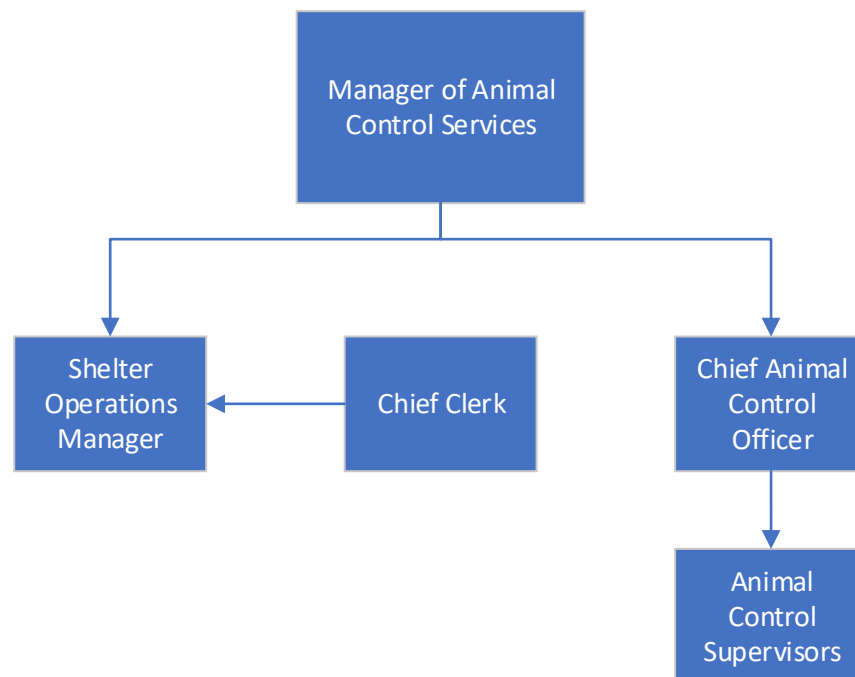 Manager of Animal
Control Services
Shelter
Operations
Manager
Chief Clerk
Chief Animal
Control
Officer
Animal
Control
Supervisors